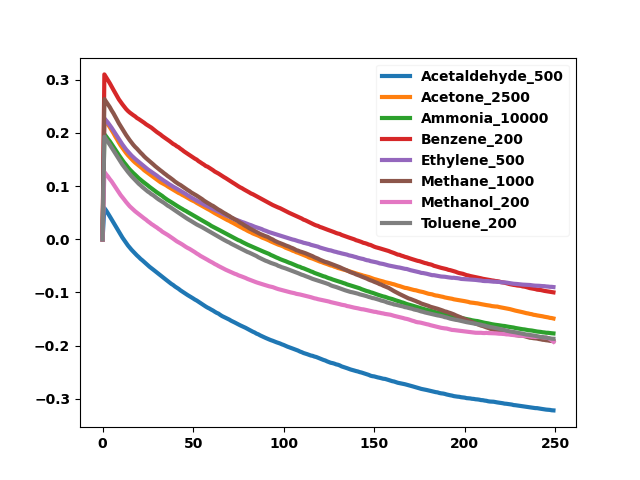 0.3
0.2
0.1
0.0
−0.1
−0.2
−0.3
0
50
100
150
200
250
Acetaldehyde_500
Acetone_2500
Ammonia_10000
Benzene_200
Ethylene_500
Methane_1000
Methanol_200
Toluene_200